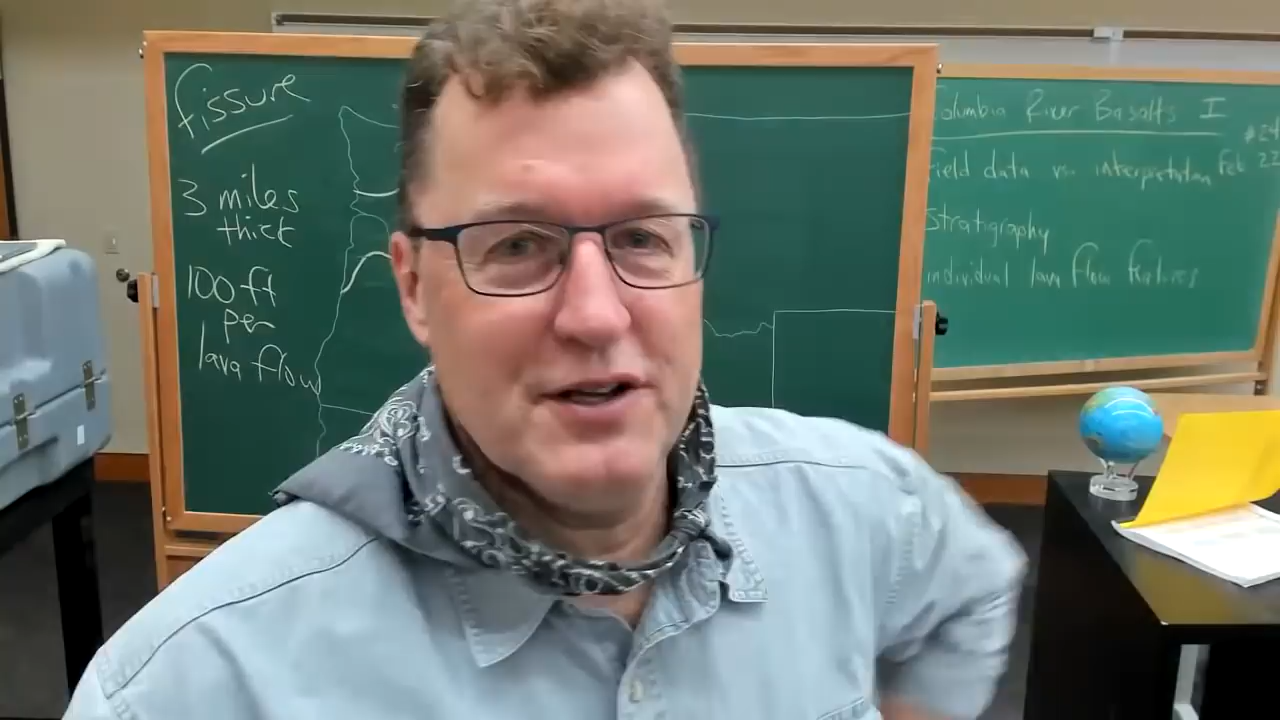 fissure
3 miles
thick
100 ft
per
lava flow
olumbia River Basalts I
#24
ield data vs. interpretation Feb 22
stratigraphy
individual lava flow features